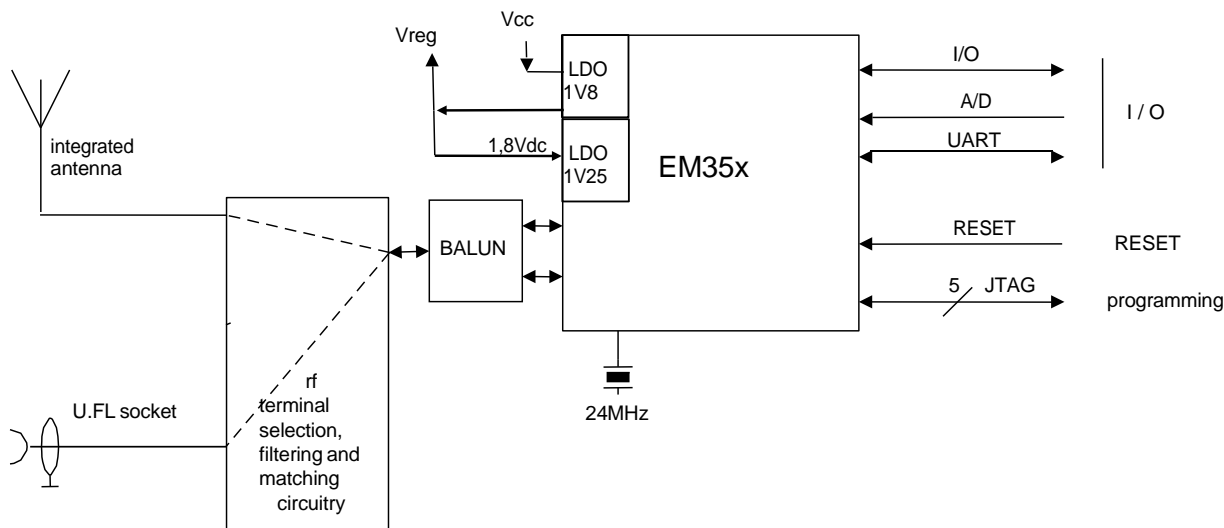 Vcc
Vreg
LDO
1V8
I/O
A/D
I / O
integrated
antenna
1,8Vdc
LDO
1V25
EM35x
UART
BALUN
RESET
RESET
5
JTAG
programming
rf
terminal
selection,
filtering and
matching
circuitry
U.FL socket
24MHz